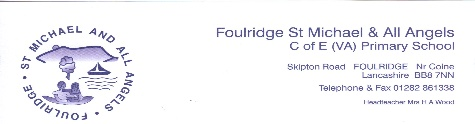 ST MICHAEL AND ALL ANGELS • FOULRIDGE •
Foulridge St Michael & All Angels
C of E (VA) Primary School
Skipton Road FOULRIDGE Nr Colne
Lancashire BB8 7NN
Telephone & Fax 01282 861338
Headteacher Mrs H A Wood